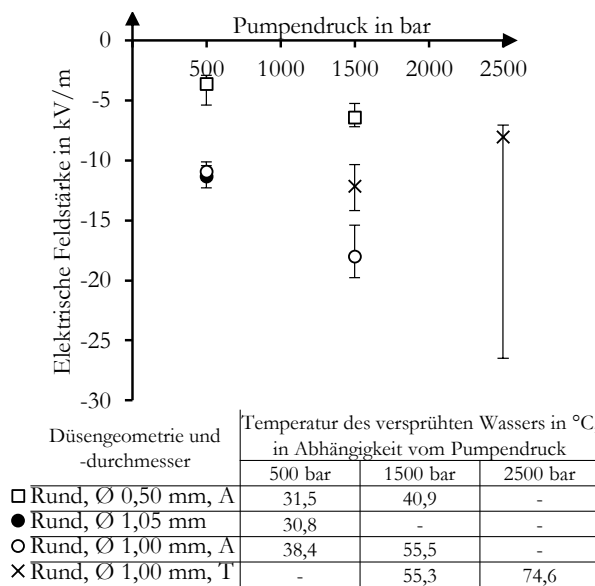 Pumpendruck in bar
0
500 1000 1500 2000 2500
-5
-10
-15
-20
-25
-30
Elektrische Feldstärke in kV/m
Düsengeometrie und
-durchmesser
Temperatur des versprühten Wassers in °C
in Abhängigkeit vom Pumpendruck
500 bar 1500 bar 2500 bar
Rund, Ø 0,50 mm, A 31,5 40,9 -
Rund, Ø 1,05 mm 30,8 - -
Rund, Ø 1,00 mm, A 38,4 55,5 -
Rund, Ø 1,00 mm, T - 55,3 74,6